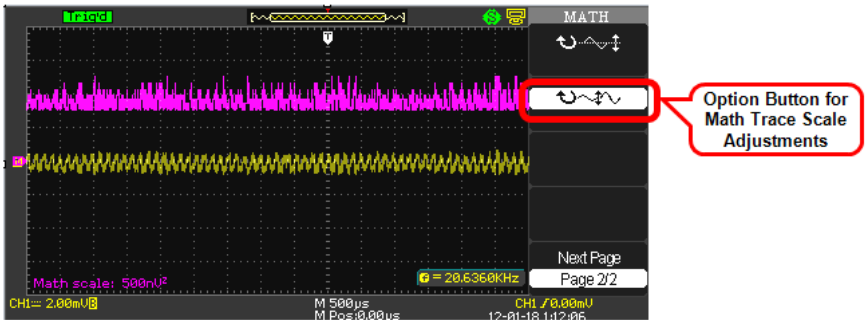 Trig'd
MATH
T
Option Button for
Math Trace Scale
Adjustments
Next Page
Page 2/2
Math scale: 500nV²
f = 20.6360KHz
CH1 2.00mVB
M 500µs
CH1 0.00mV
M Pos:0.00µs
12-01-18 1:12:06